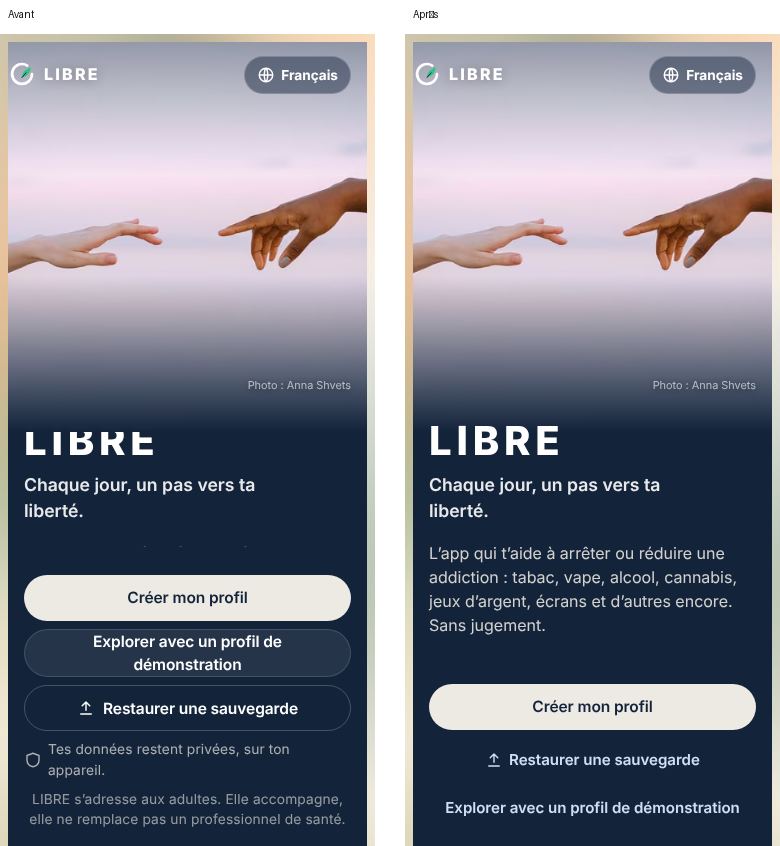 Avant
LIBRE
Français
Photo : Anna Shvets
LIBRE
Chaque jour, un pas vers ta
liberté.
Créer mon profil
Explorer avec un profil de
démonstration
Restaurer une sauvegarde
Tes données restent privées, sur ton
appareil.
LIBRE s’adresse aux adultes. Elle accompagne,
elle ne remplace pas un professionnel de santé.
LIBRE
Français
Photo : Anna Shvets
LIBRE
Chaque jour, un pas vers ta
liberté.
L’app qui t’aide à arrêter ou réduire une
addiction : tabac, vape, alcool, cannabis,
jeux d’argent, écrans et d’autres encore.
Sans jugement.
Créer mon profil
Restaurer une sauvegarde
Explorer avec un profil de démonstration